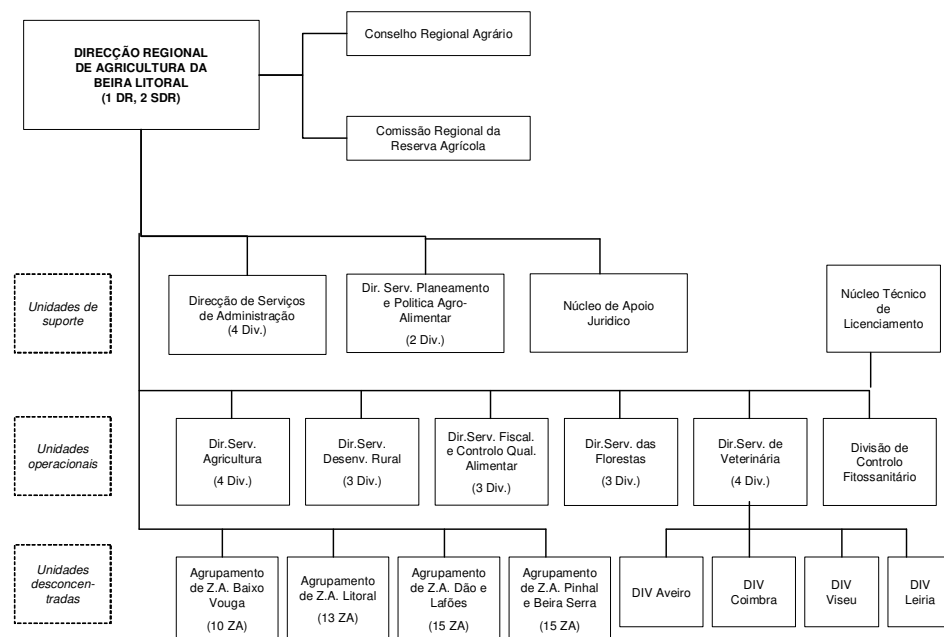 DIRECÇÃO REGIONAL
DE AGRICULTURA DA
BEIRA LITORAL
(1 DR, 2 SDR)
Conselho Regional Agrário
Comissão Regional da
Reserva Agrícola
Unidades de
suporte
Direcção de Serviços
de Administração
(4 Div.)
Dir. Serv. Planeamento
e Politica Agro-
Alimentar
(2 Div.)
Núcleo de Apoio
Juridico
Núcleo Técnico
de
Licenciamento
Unidades
operacionais
Dir.Serv.
Agricultura
(4 Div.)
Dir.Serv.
Desenv. Rural
(3 Div.)
Dir.Serv. Fiscal.
e Controlo Qual.
Alimentar
(3 Div.)
Dir.Serv. das
Florestas
(3 Div.)
Dir.Serv. de
Veterinária
(4 Div.)
Divisão de
Controlo
Fitossanitário
Unidades
desconcen-
tradas
Agrupamento
de Z.A. Baixo
Vouga
(10 ZA)
Agrupamento
de Z.A. Litoral
(13 ZA)
Agrupamento
de Z.A. Dão e
Lafões
(15 ZA)
Agrupamento
de Z.A. Pinhal
e Beira Serra
(15 ZA)
DIV Aveiro
DIV
Coimbra
DIV
Viseu
DIV
Leiria